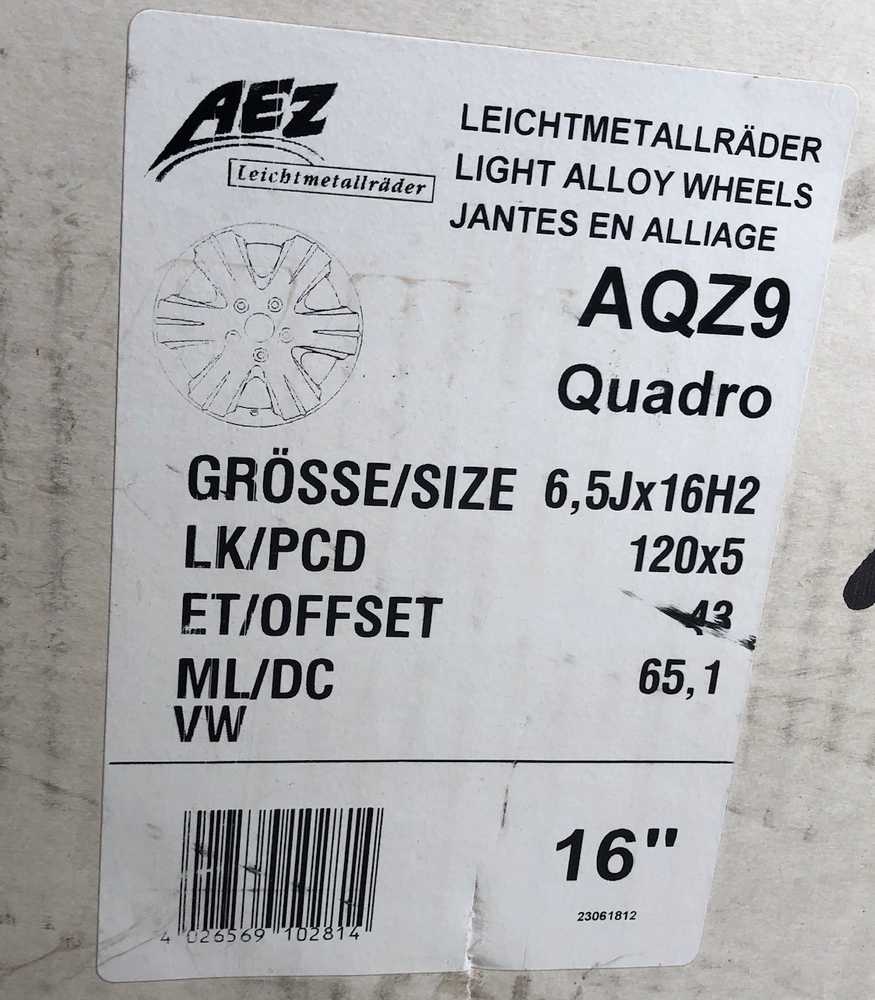 AEZ
Leichtmetallräder
LEICHTMETALLRÄDER
LIGHT ALLOY WHEELS
JANTES EN ALLIAGE
AQZ9
Quadro
GRÖSSE/SIZE 6,5Jx16H2
LK/PCD 120x5
ET/OFFSET 43
ML/DC 65,1
VW
16"
23061812
4 026569 102814